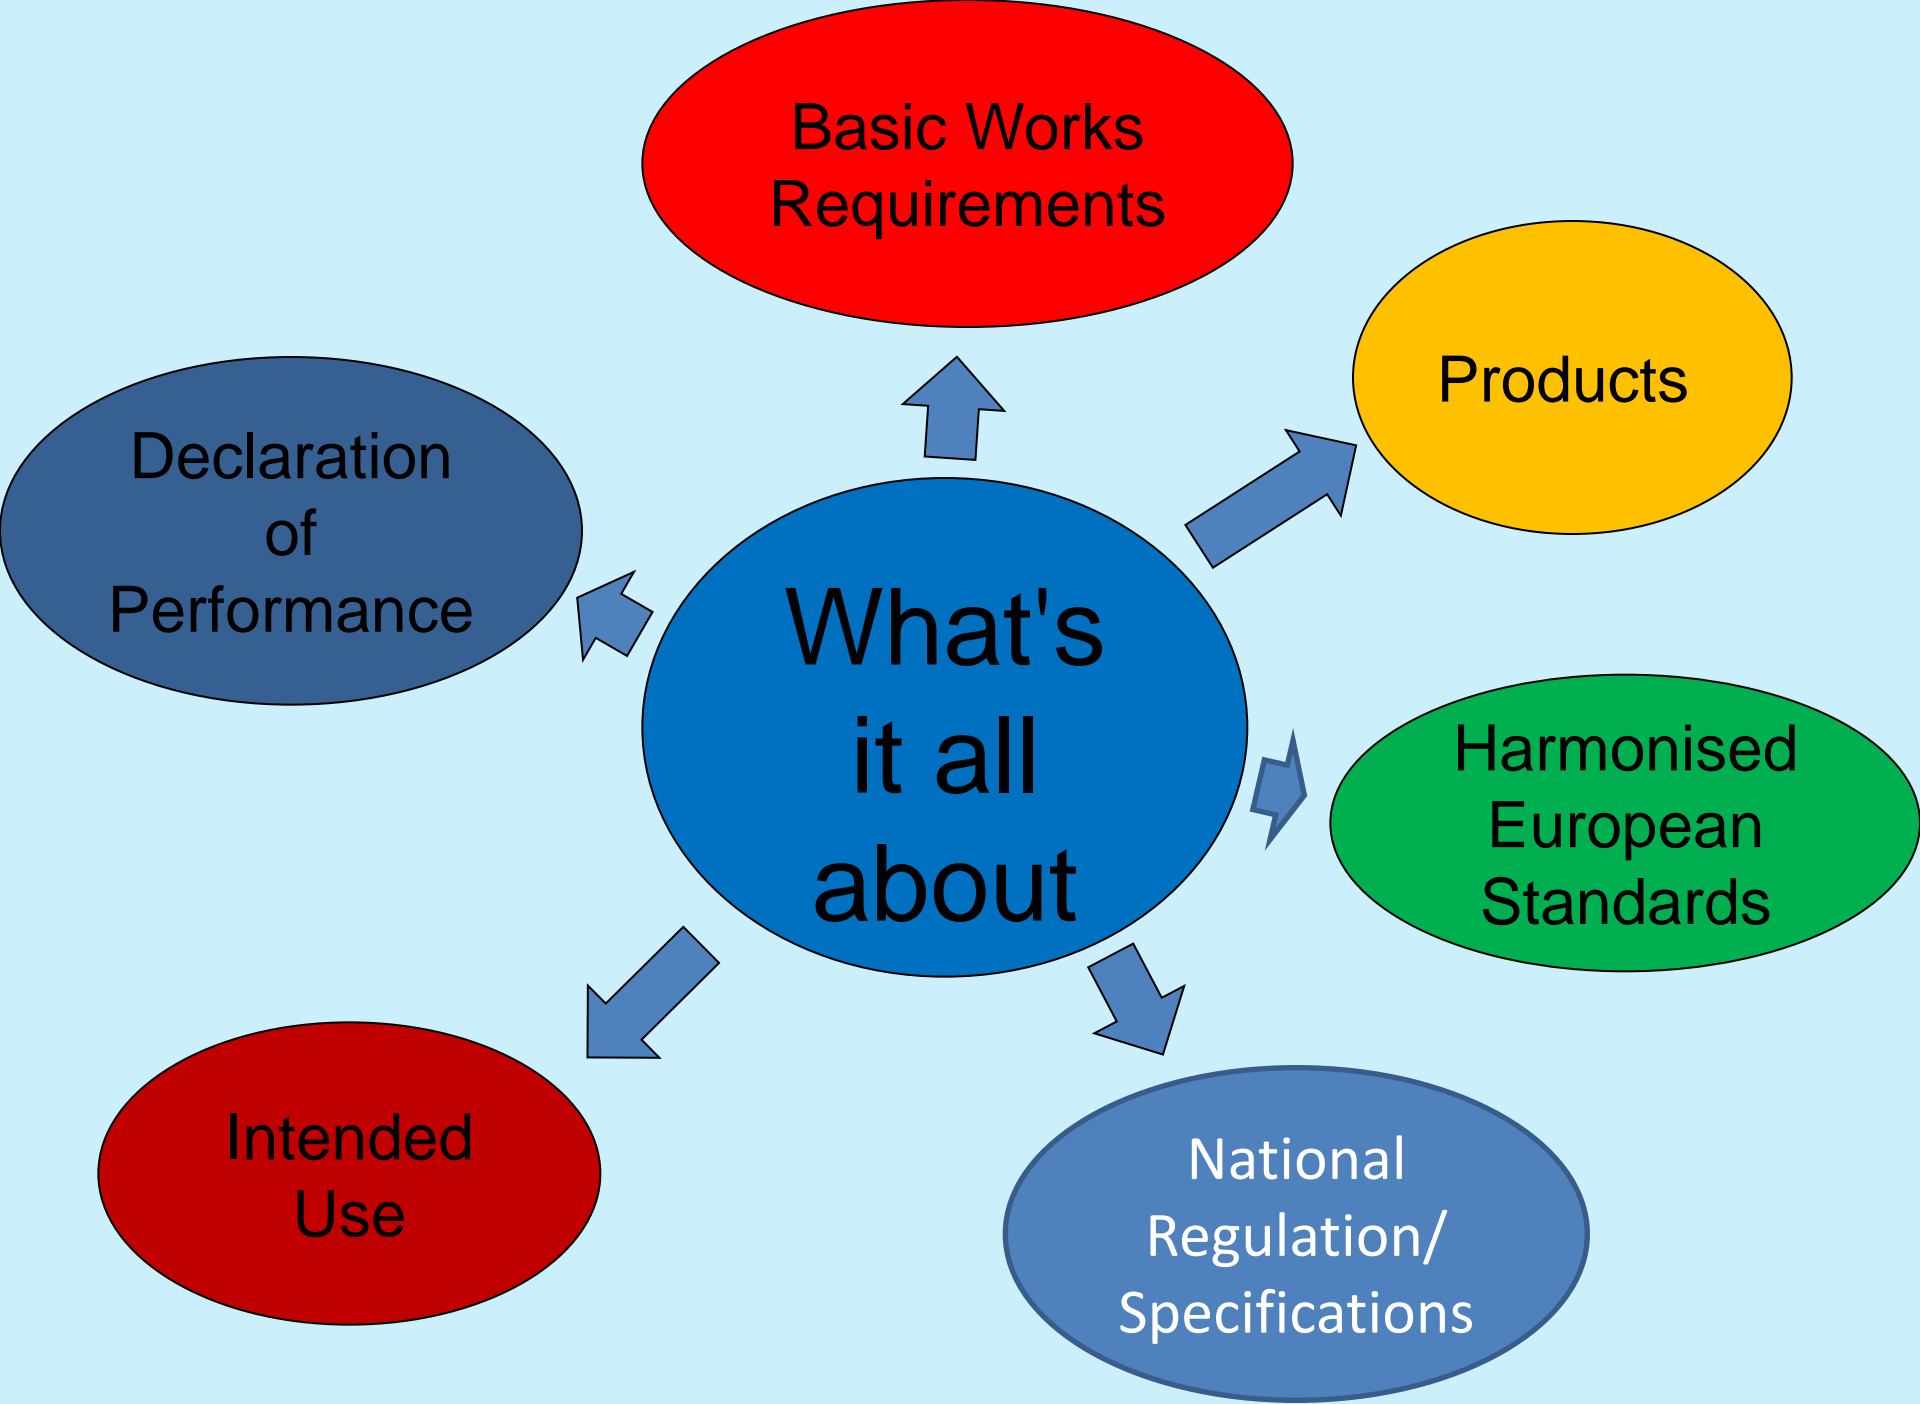 Basic Works
Requirements
Products
Declaration
of
Performance
What's
it all
about
Harmonised
European
Standards
Intended
Use
National
Regulation/
Specifications